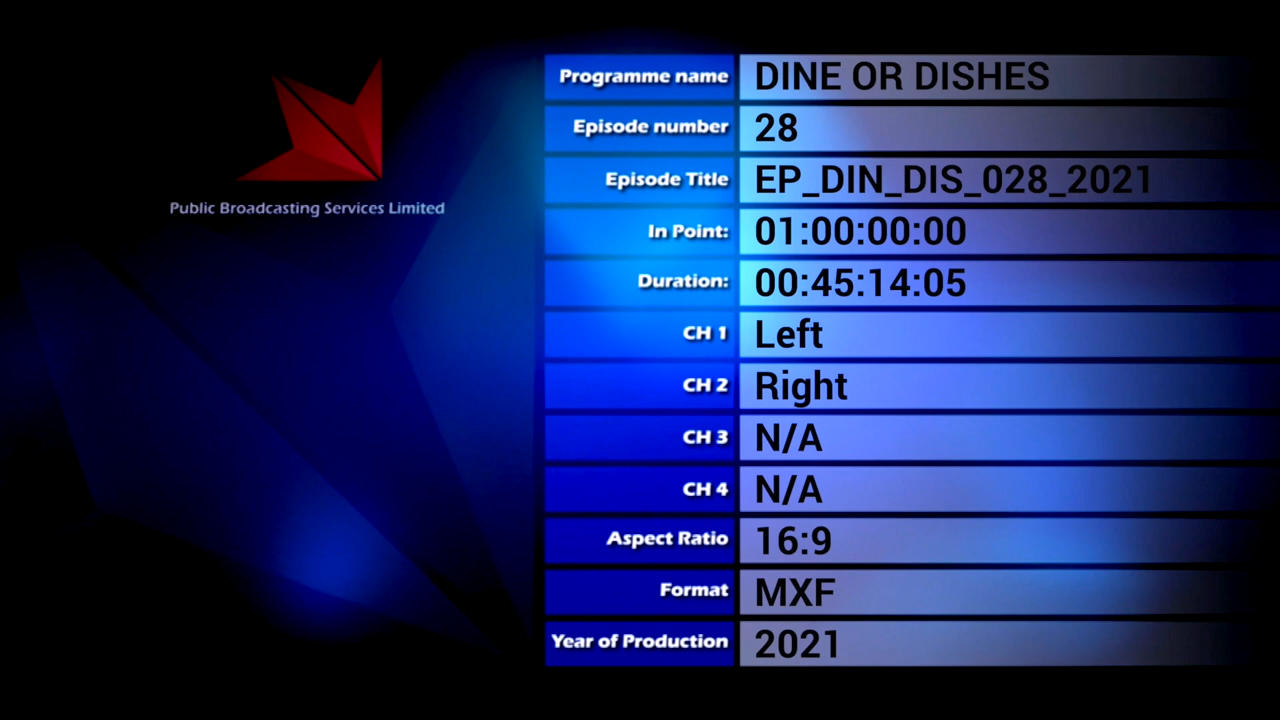 Public Broadcasting Services Limited
Programme name DINE OR DISHES
Episode number 28
Episode Title EP_DIN_DIS_028_2021
In Point: 01:00:00:00
Duration: 00:45:14:05
CH 1 Left
CH 2 Right
CH 3 N/A
CH 4 N/A
Aspect Ratio 16:9
Format MXF
Year of Production 2021